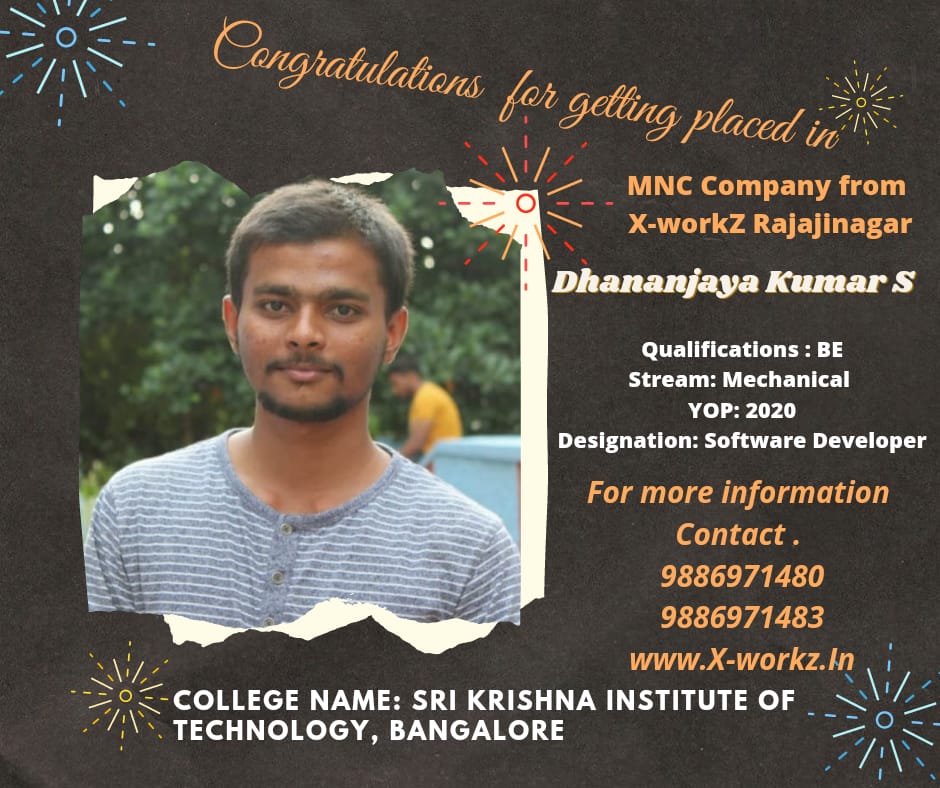 Congratulations for getting placed in
MNC Company from
X-workZ Rajajinagar
Dhananjaya Kumar S
Qualifications : BE
Stream: Mechanical
YOP: 2020
Designation: Software Developer
For more information
Contact .
9886971480
9886971483
www.X-workz.In
COLLEGE NAME: SRI KRISHNA INSTITUTE OF
TECHNOLOGY, BANGALORE